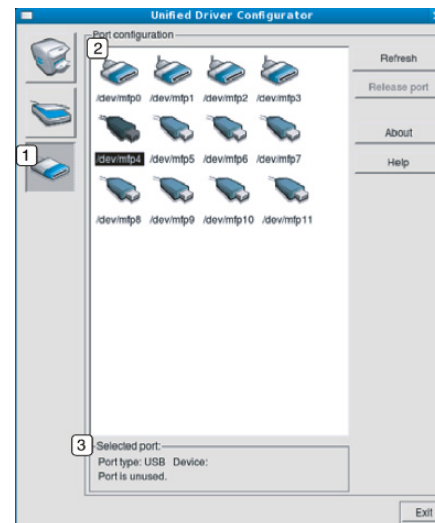 Unified Driver Configurator
Port configuration
2
Refresh
/dev/mfp0 /dev/mfp1 /dev/mfp2 /dev/mfp3
Release port
About
1
/dev/mfp4 /dev/mfp5 /dev/mfp6 /dev/mfp7
Help
/dev/mfp8 /dev/mfp9 /dev/mfp10 /dev/mfp11
3
Selected port:
Port type: USB Device:
Port is unused.
Exit